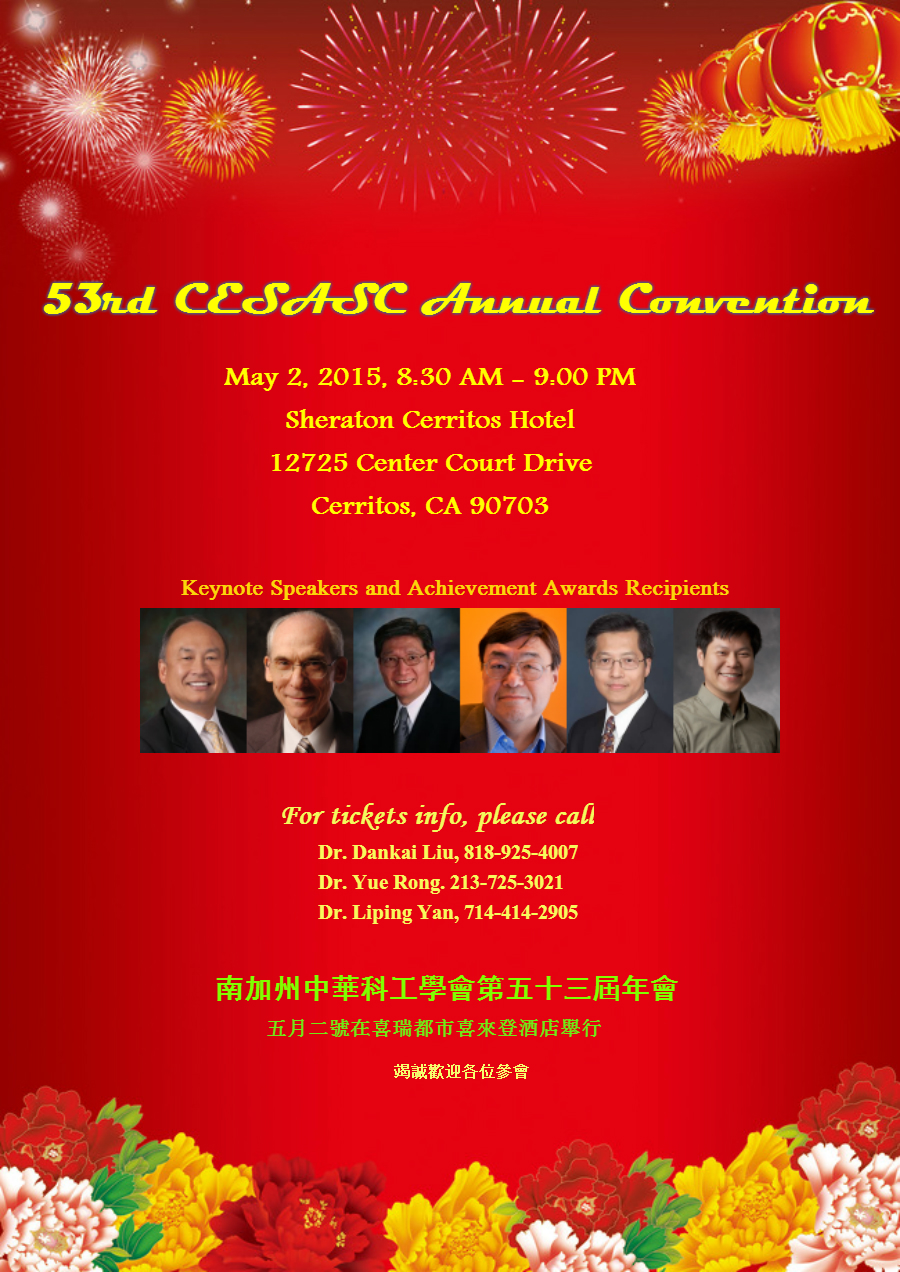 53rd CESASC Annual Convention
May 2, 2015, 8:30 AM – 9:00 PM
Sheraton Cerritos Hotel
12725 Center Court Drive
Cerritos, CA 90703
Keynote Speakers and Achievement Awards Recipients
For tickets info, please call
Dr. Dankai Liu, 818-925-4007
Dr. Yue Rong. 213-725-3021
Dr. Liping Yan, 714-414-2905
南加州中華科工學會第五十三屆年會
五月二號在喜瑞都市喜來登酒店舉行
竭誠歡迎各位參會